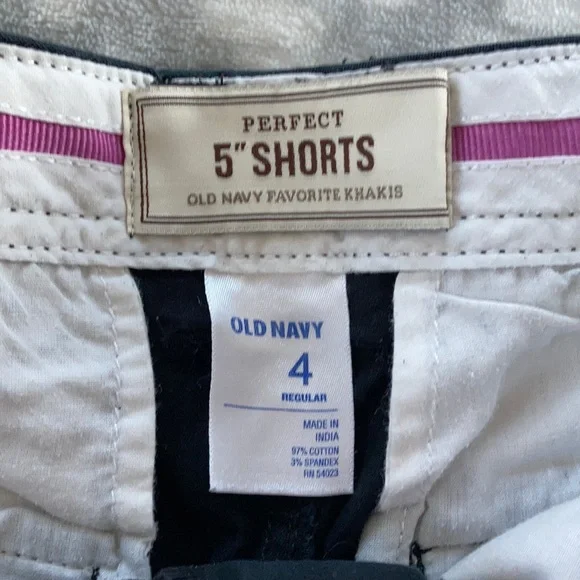 PERFECT
5" SHORTS
OLD NAVY FAVORITE KHAKIS
OLD NAVY
4
REGULAR
MADE IN
INDIA
97% COTTON
3% SPANDEX
RN 54023